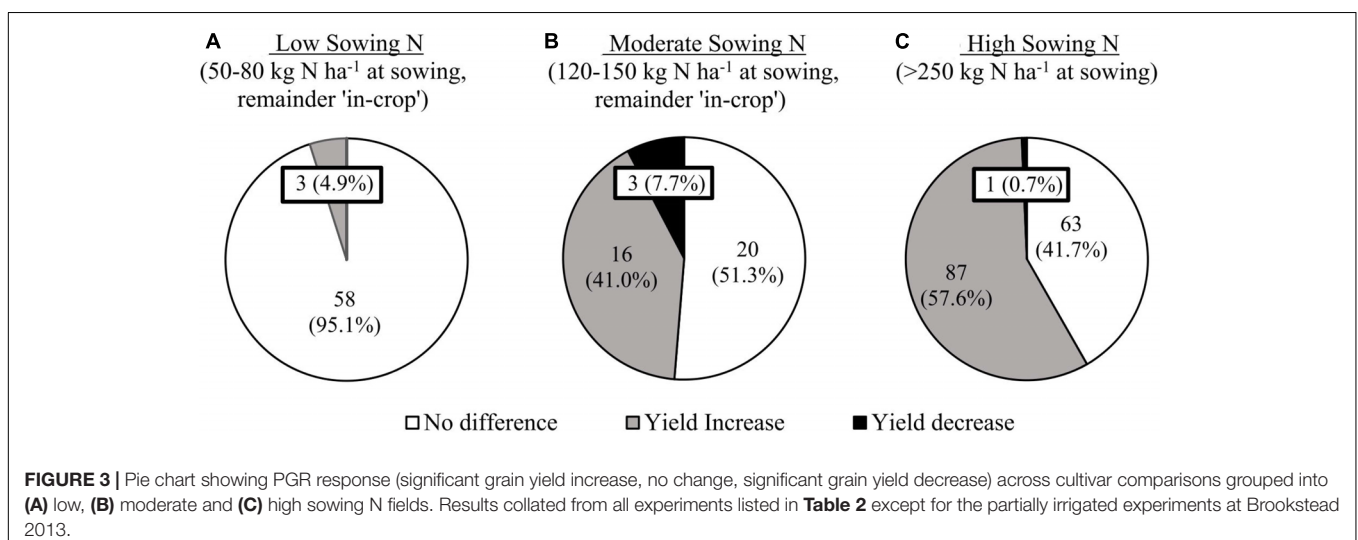 A Low Sowing N
(50-80 kg N ha-1 at sowing,
remainder 'in-crop')
3 (4.9%)
58
(95.1%)
B Moderate Sowing N
(120-150 kg N ha-1 at sowing,
remainder 'in-crop')
3 (7.7%)
16
(41.0%)
20
(51.3%)
C High Sowing N
(>250 kg N ha-1 at sowing)
1 (0.7%)
63
(41.7%)
87
(57.6%)
No difference Yield Increase Yield decrease
FIGURE 3 | Pie chart showing PGR response (significant grain yield increase, no change, significant grain yield decrease) across cultivar comparisons grouped into
(A) low, (B) moderate and (C) high sowing N fields. Results collated from all experiments listed in Table 2 except for the partially irrigated experiments at Brookstead
2013.